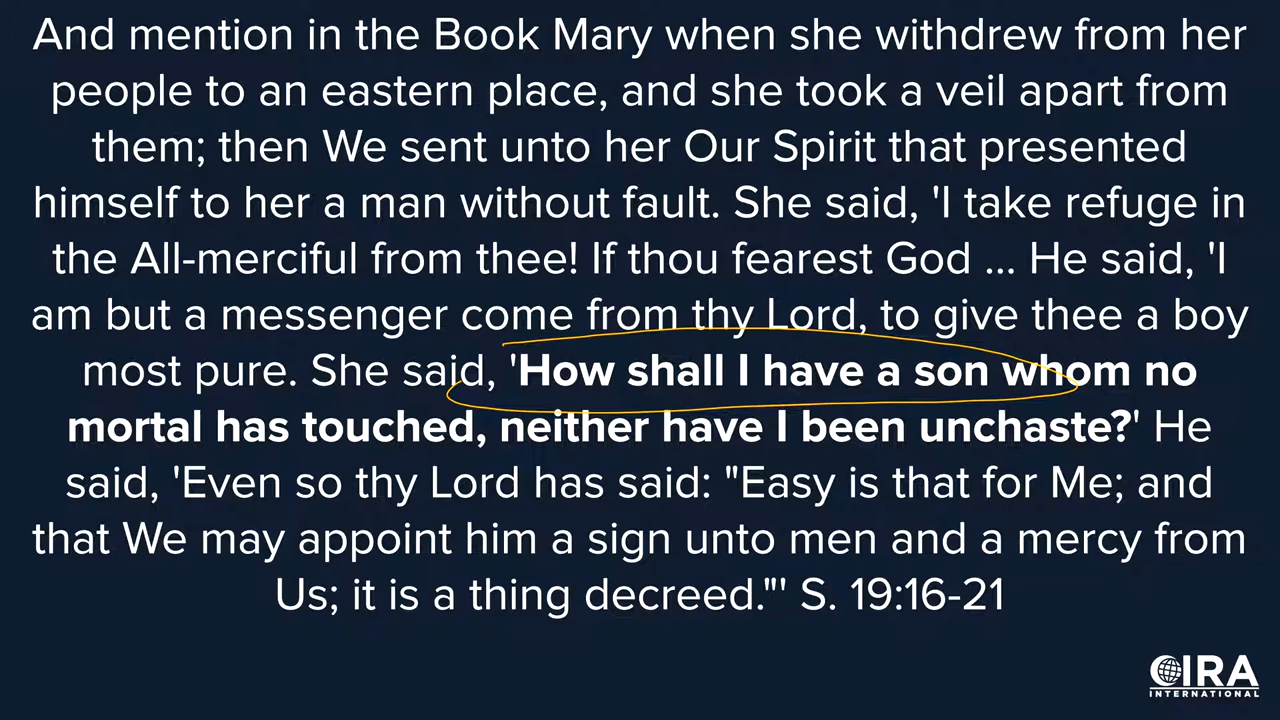 And mention in the Book Mary when she withdrew from her
people to an eastern place, and she took a veil apart from
them; then We sent unto her Our Spirit that presented
himself to her a man without fault. She said, 'I take refuge in
the All-merciful from thee! If thou fearest God ... He said, 'I
am but a messenger come from thy Lord, to give thee a boy
most pure. She said, 'How shall I have a son whom no
mortal has touched, neither have I been unchaste?' He
said, 'Even so thy Lord has said: "Easy is that for Me; and
that We may appoint him a sign unto men and a mercy from
Us; it is a thing decreed."' S. 19:16-21
CIRA
INTERNATIONAL